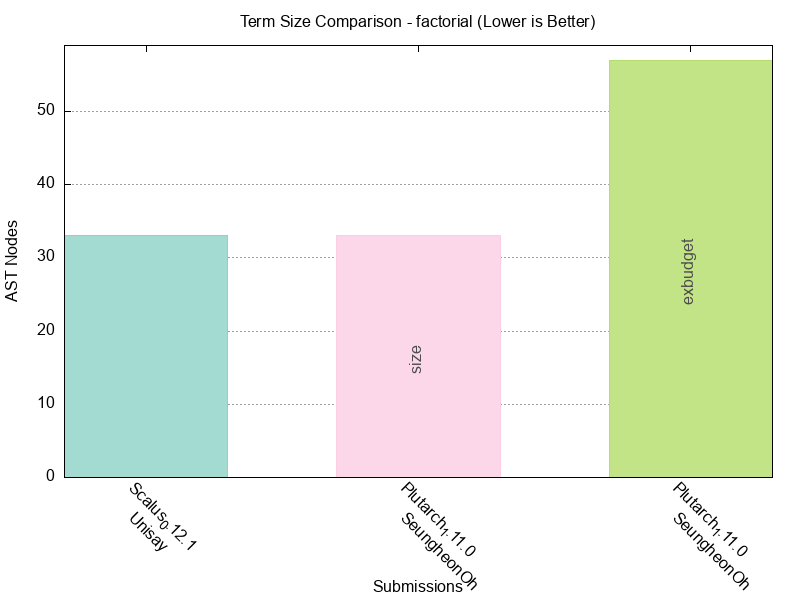 Term Size Comparison - factorial (Lower is Better)
AST Nodes
50
40
30
20
10
0
size
exbudget
Scalus₀.12.1
Unisay
Plutarch₁.11.0
SeungheonOh
Plutarch₁.11.0
SeungheonOh
Submissions